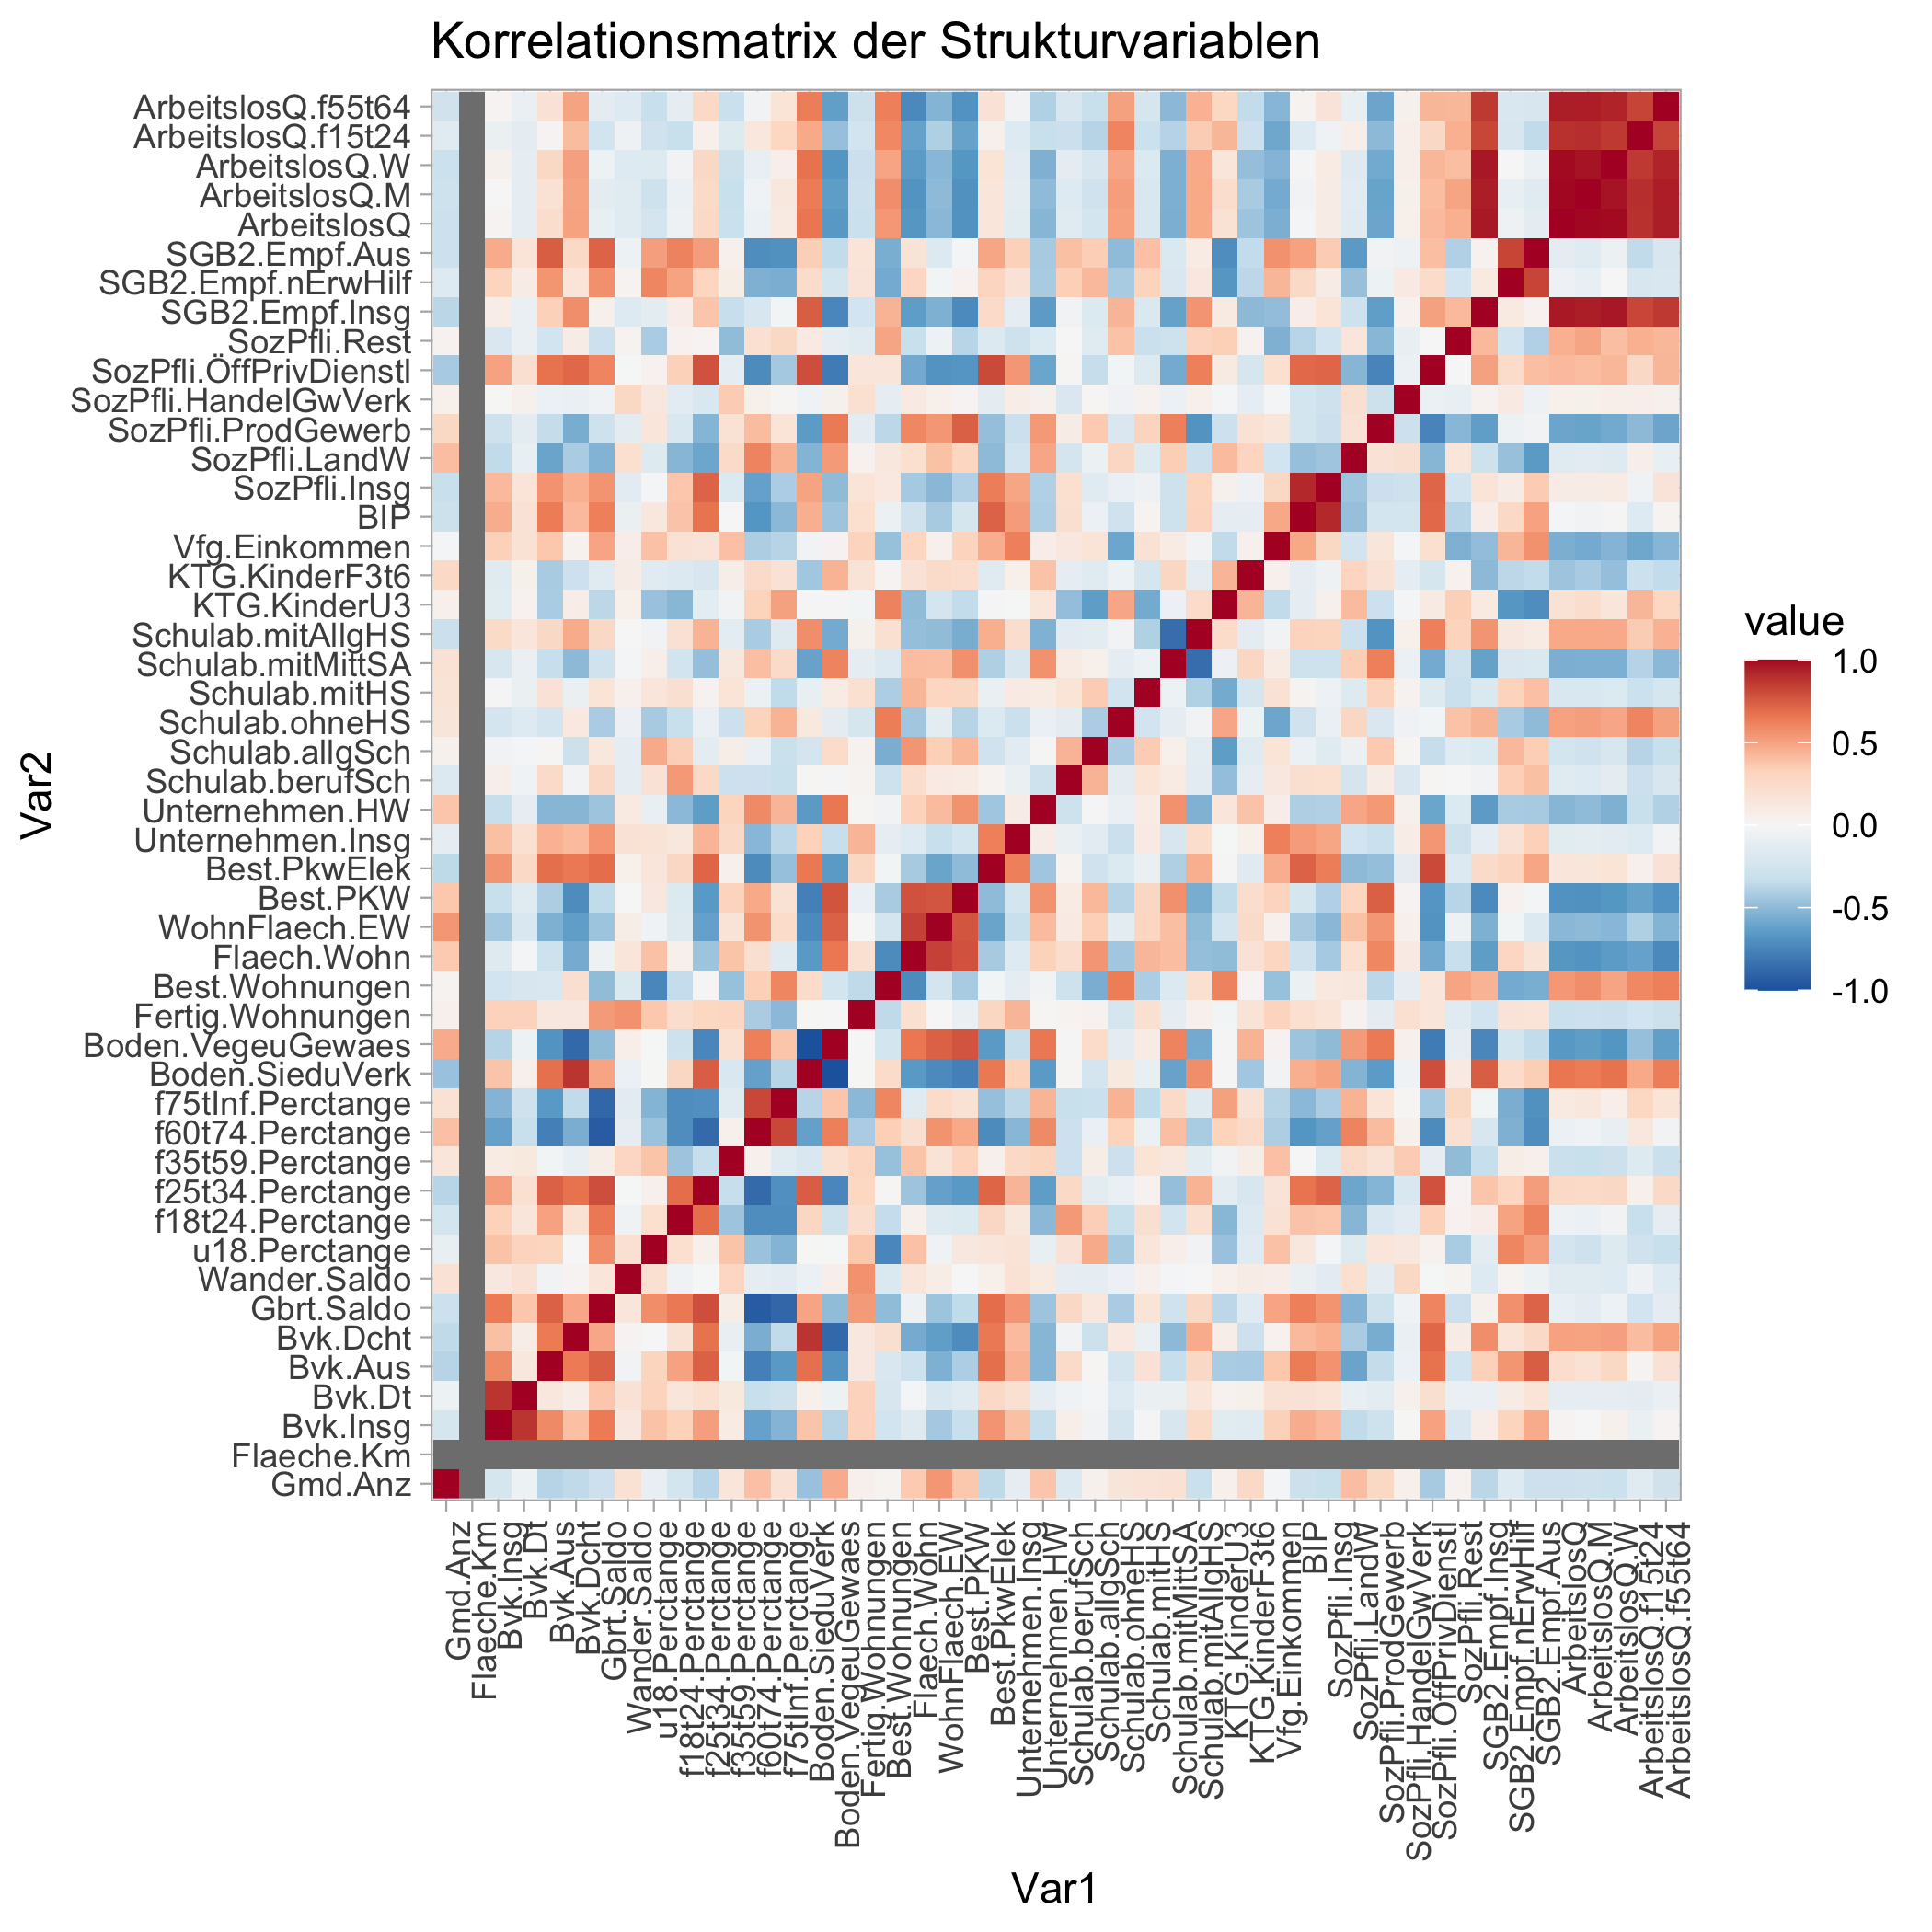 Korrelationsmatrix der Strukturvariablen
Var2
ArbeitslosQ.f55t64
ArbeitslosQ.f15t24
ArbeitslosQ.W
ArbeitslosQ.M
ArbeitslosQ
SGB2.Empf.Aus
SGB2.Empf.nErwHilf
SGB2.Empf.Insg
SozPfli.Rest
SozPfli.ÖffPrivDienstl
SozPfli.HandelGwVerk
SozPfli.ProdGewerb
SozPfli.LandW
SozPfli.Insg
BIP
Vfg.Einkommen
KTG.KinderF3t6
KTG.KinderU3
Schulab.mitAllgHS
Schulab.mitMittSA
Schulab.mitHS
Schulab.ohneHS
Schulab.allgSch
Schulab.berufSch
Unternehmen.HW
Unternehmen.Insg
Best.PkwElek
Best.PKW
WohnFlaech.EW
Flaech.Wohn
Best.Wohnungen
Fertig.Wohnungen
Boden.VegeuGewaes
Boden.SieduVerk
f75tInf.Perctange
f60t74.Perctange
f35t59.Perctange
f25t34.Perctange
f18t24.Perctange
u18.Perctange
Wander.Saldo
Gbrt.Saldo
Bvk.Dcht
Bvk.Aus
Bvk.Dt
Bvk.Insg
Flaeche.Km
Gmd.Anz
Gmd.Anz
Flaeche.Km
Bvk.Insg
Bvk.Dt
Bvk.Aus
Bvk.Dcht
Gbrt.Saldo
Wander.Saldo
u18.Perctange
f18t24.Perctange
f25t34.Perctange
f35t59.Perctange
f60t74.Perctange
f75tInf.Perctange
Boden.SieduVerk
Boden.VegeuGewaes
Fertig.Wohnungen
Best.Wohnungen
Flaech.Wohn
WohnFlaech.EW
Best.PKW
Best.PkwElek
Unternehmen.Insg
Unternehmen.HW
Schulab.berufSch
Schulab.allgSch
Schulab.ohneHS
Schulab.mitHS
Schulab.mitMittSA
Schulab.mitAllgHS
KTG.KinderU3
KTG.KinderF3t6
Vfg.Einkommen
BIP
SozPfli.Insg
SozPfli.LandW
SozPfli.ProdGewerb
SozPfli.HandelGwVerk
SozPfli.ÖffPrivDienstl
SozPfli.Rest
SGB2.Empf.Insg
SGB2.Empf.nErwHilf
SGB2.Empf.Aus
ArbeitslosQ
ArbeitslosQ.M
ArbeitslosQ.W
ArbeitslosQ.f15t24
ArbeitslosQ.f55t64
Var1
value
1.0
0.5
0.0
-0.5
-1.0